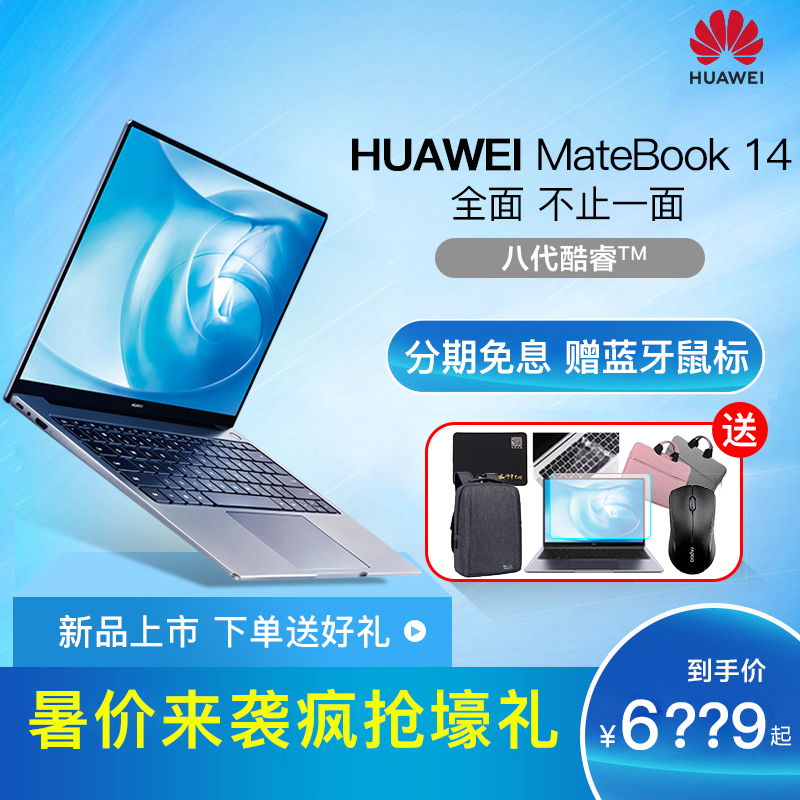 HUAWEI
HUAWEI MateBook 14
全面 不止一面
八代酷睿™
分期免息 赠蓝牙鼠标
送
rapoo
新品上市 下单送好礼
暑价来袭疯抢壕礼
到手价
¥6??9起